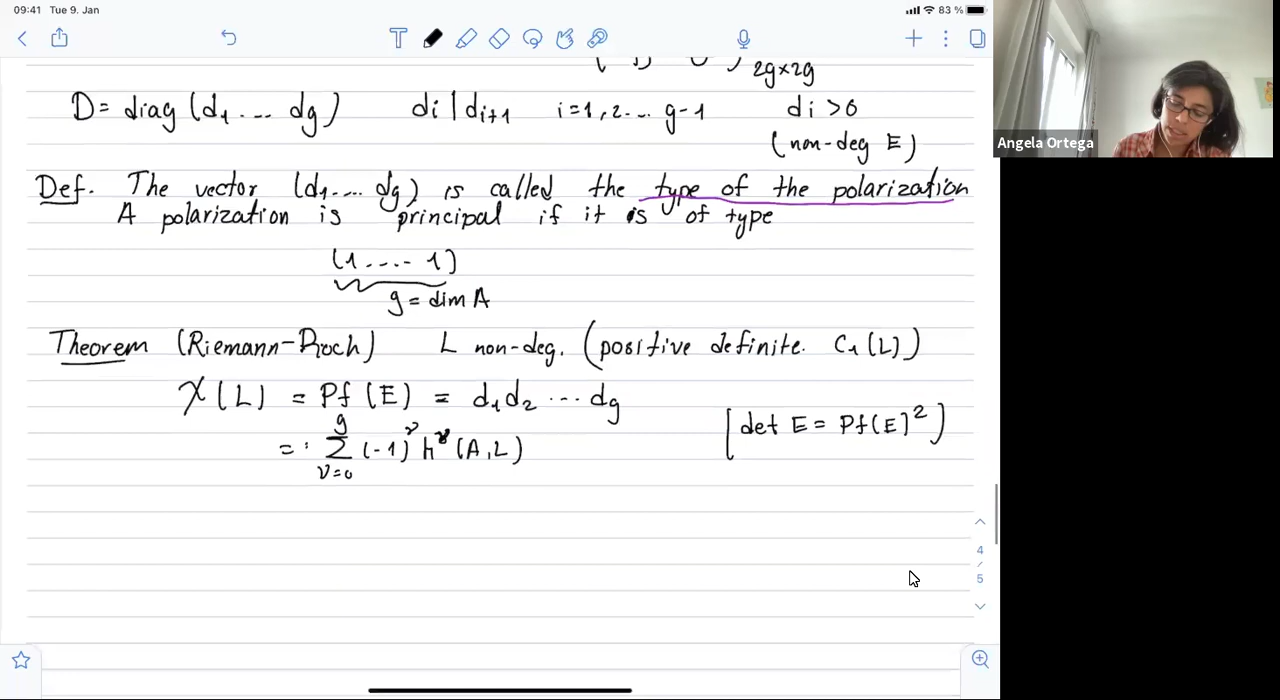 09:41 Tue 9. Jan
83 %
2g×2g
D = diag (d1 .... dg) di | di+1 i=1,2... g-1 di >0
(non-deg E)
Def. The vector (d1.... dg) is called the type of the polarization
A polarization is principal if it is of type
(1 .... 1)
g = dim A
Theorem (Riemann-Roch) L non-deg. (positive definite. C1(L))
χ(L) = Pf(E) = d1d2 ... dg
[det E = Pf(E)²)
= Σ (-1)^ν h^ν (A,L)
g
ν=0
4
/
5
Angela Ortega